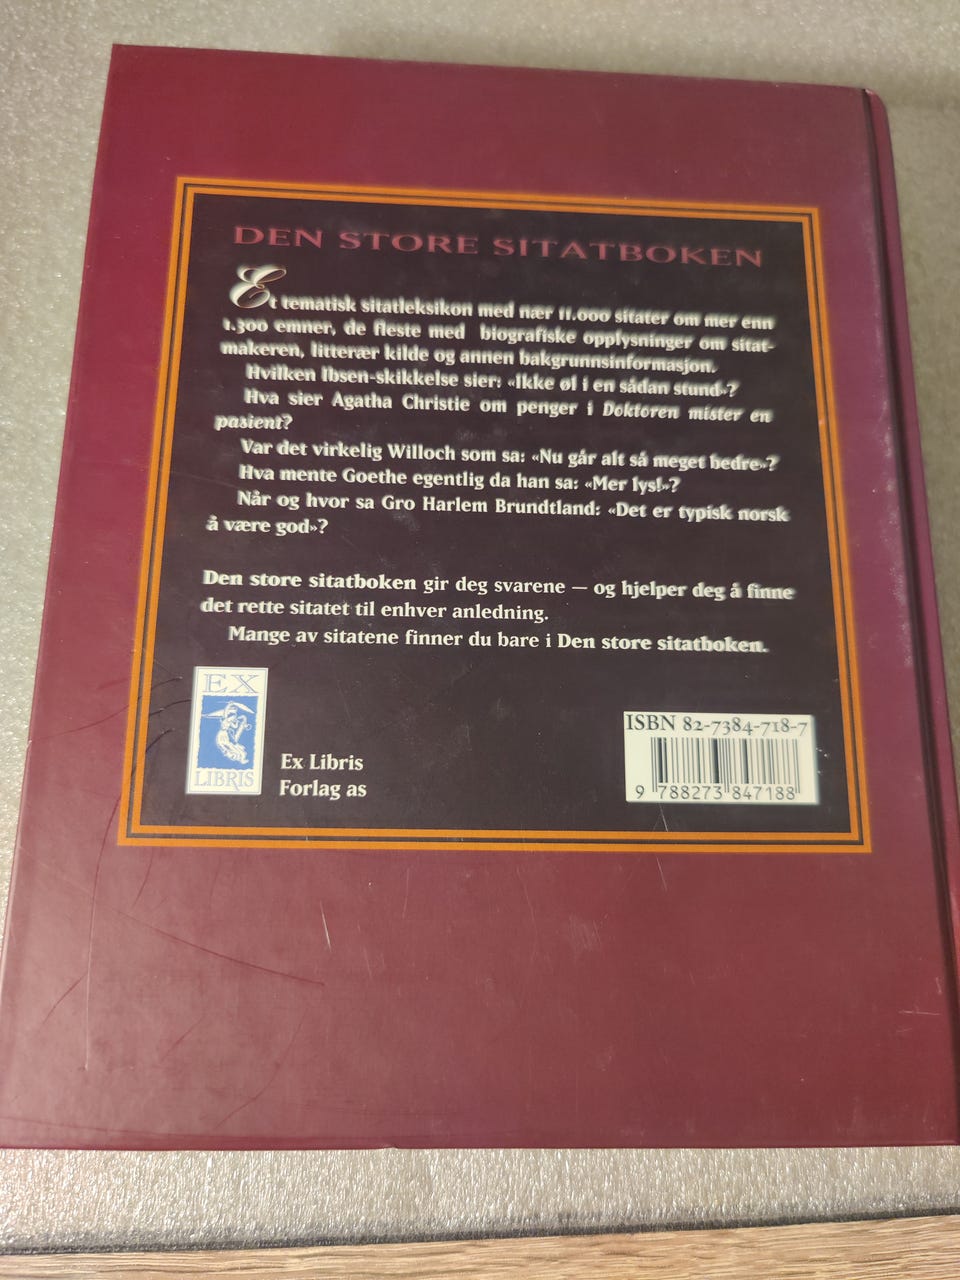 DEN STORE SITATBOKEN
Et tematisk sitatleksikon med nær 11.000 sitater om mer enn
1.300 emner, de fleste med biografiske opplysninger om sitat-
makeren, litterær kilde og annen bakgrunnsinformasjon.
Hvilken Ibsen-skikkelse sier: «Ikke øl i en sådan stund»?
Hva sier Agatha Christie om penger i Doktoren mister en
pasient?
Var det virkelig Willoch som sa: «Nu går alt så meget bedre»?
Hva mente Goethe egentlig da han sa: «Mer lys!»?
Når og hvor sa Gro Harlem Brundtland: «Det er typisk norsk
å være god»?
Den store sitatboken gir deg svarene — og hjelper deg å finne
det rette sitatet til enhver anledning.
Mange av sitatene finner du bare i Den store sitatboken.
EX
LIBRIS
Ex Libris
Forlag as
ISBN 82-7384-718-7
9 788273 847188